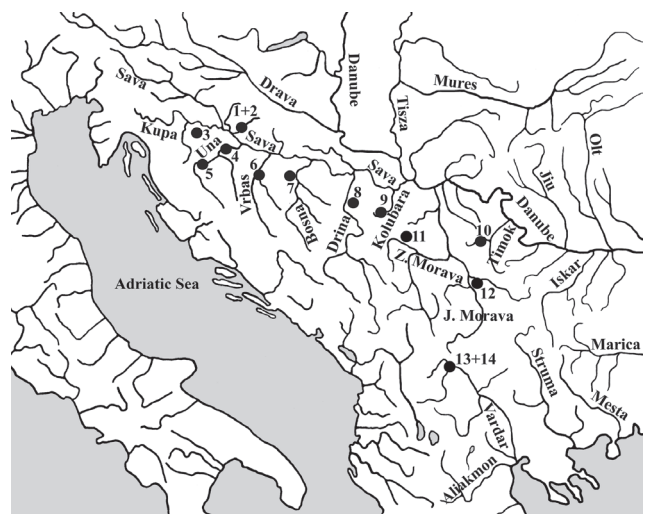 Sava
Drava
Danube
Tisza
Mures
Olt
1+2
Kupa
3
Una
4
Sava
5
6
Vrbas
7
Bosna
Sava
8
Drina
9
Kolubara
11
Jiu
Danube
10
Timok
Z. Morava
12
Iskar
Adriatic Sea
J. Morava
Marica
13+14
Struma
Mesta
Vardar
Aliakmon